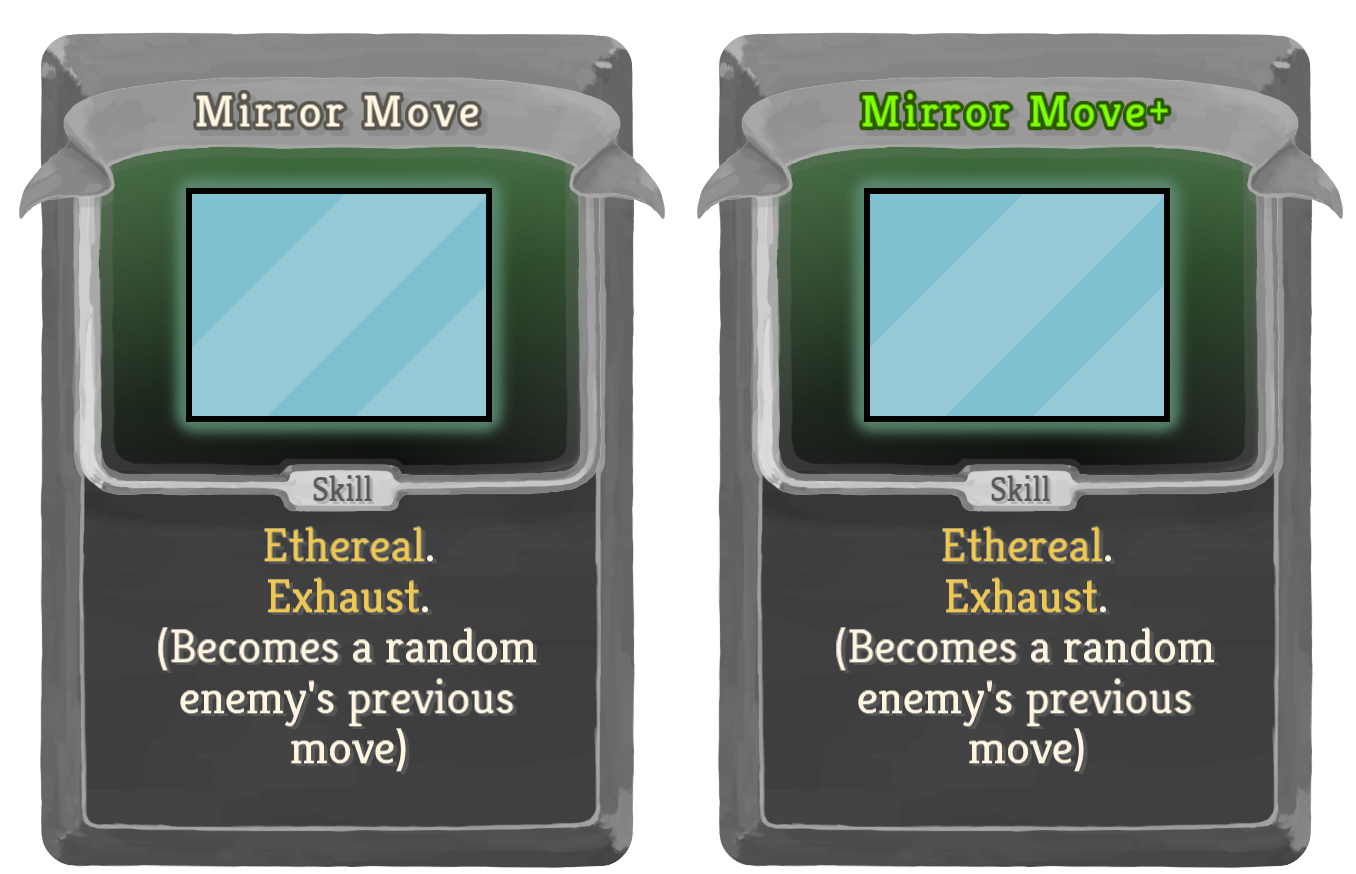 Mirror Move
Skill
Ethereal.
Exhaust.
(Becomes a random
enemy's previous
move)
Mirror Move+
Skill
Ethereal.
Exhaust.
(Becomes a random
enemy's previous
move)